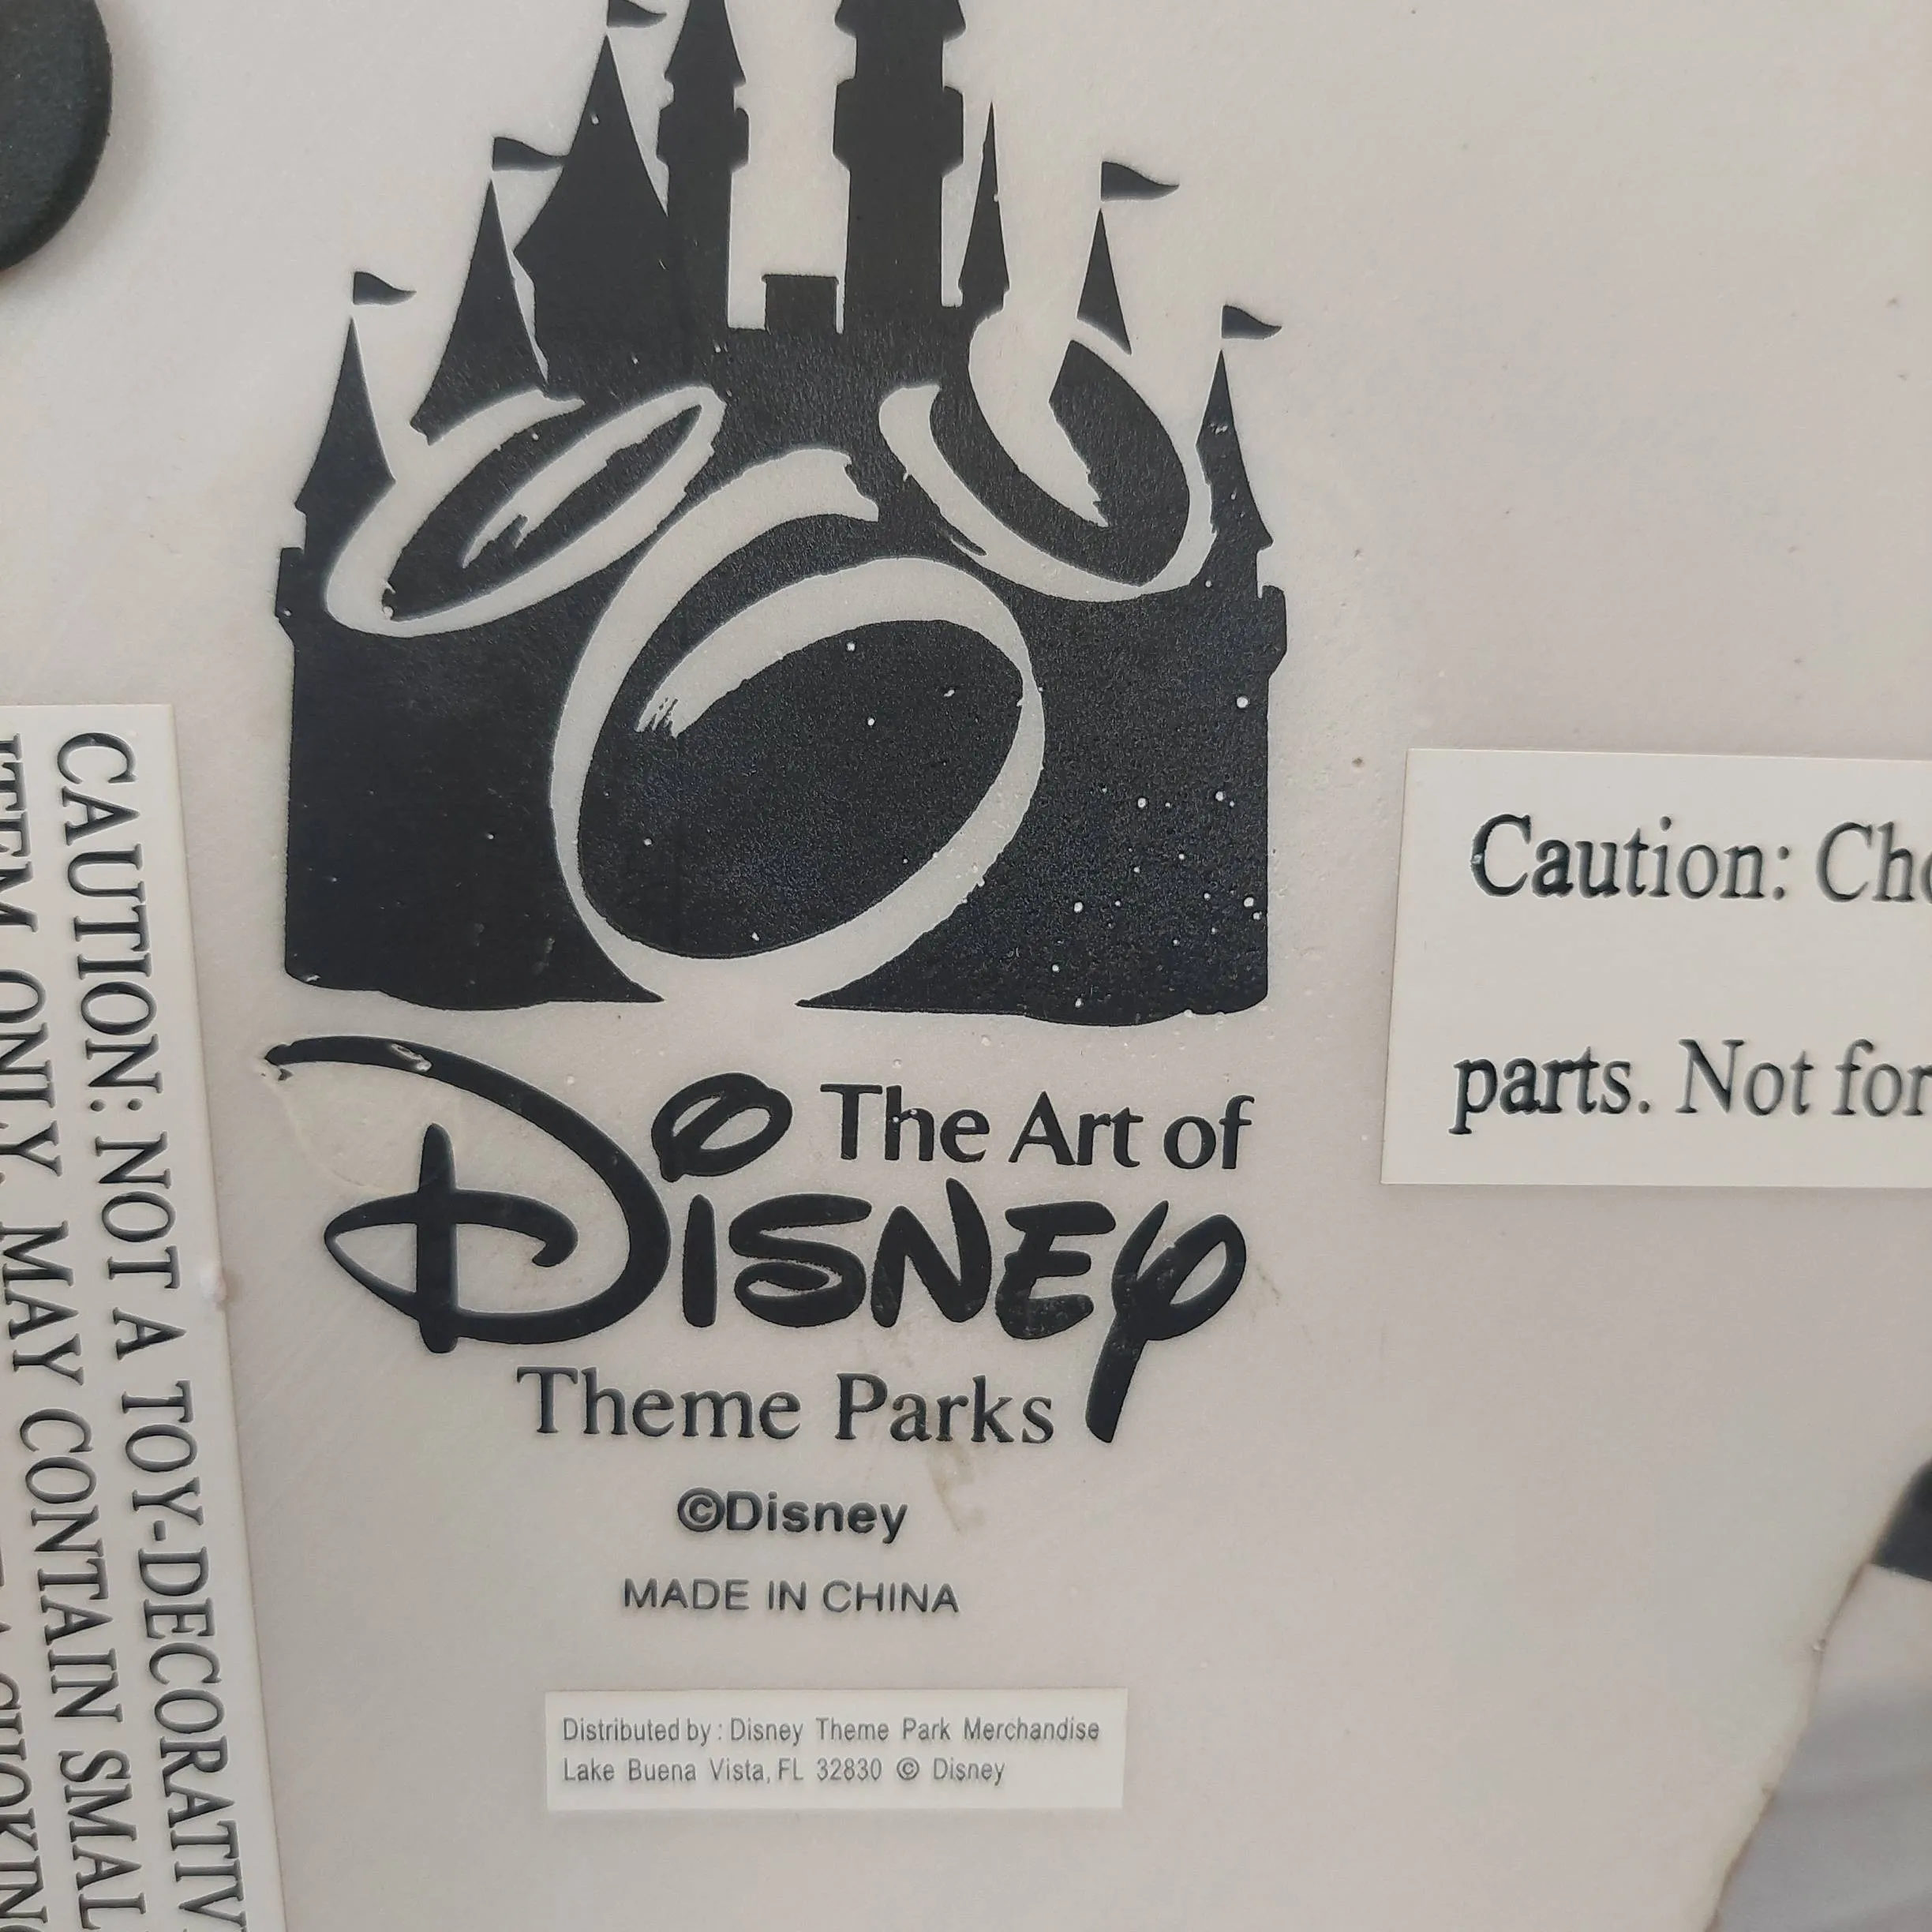 CAUTION: NOT A TOY-DECORATIV
ITEM ONLY. MAY CONTAIN SMAL
The Art of
Disney
Theme Parks
©Disney
MADE IN CHINA
Distributed by: Disney Theme Park Merchandise
Lake Buena Vista, FL 32830 © Disney
Caution: Cho
parts. Not for